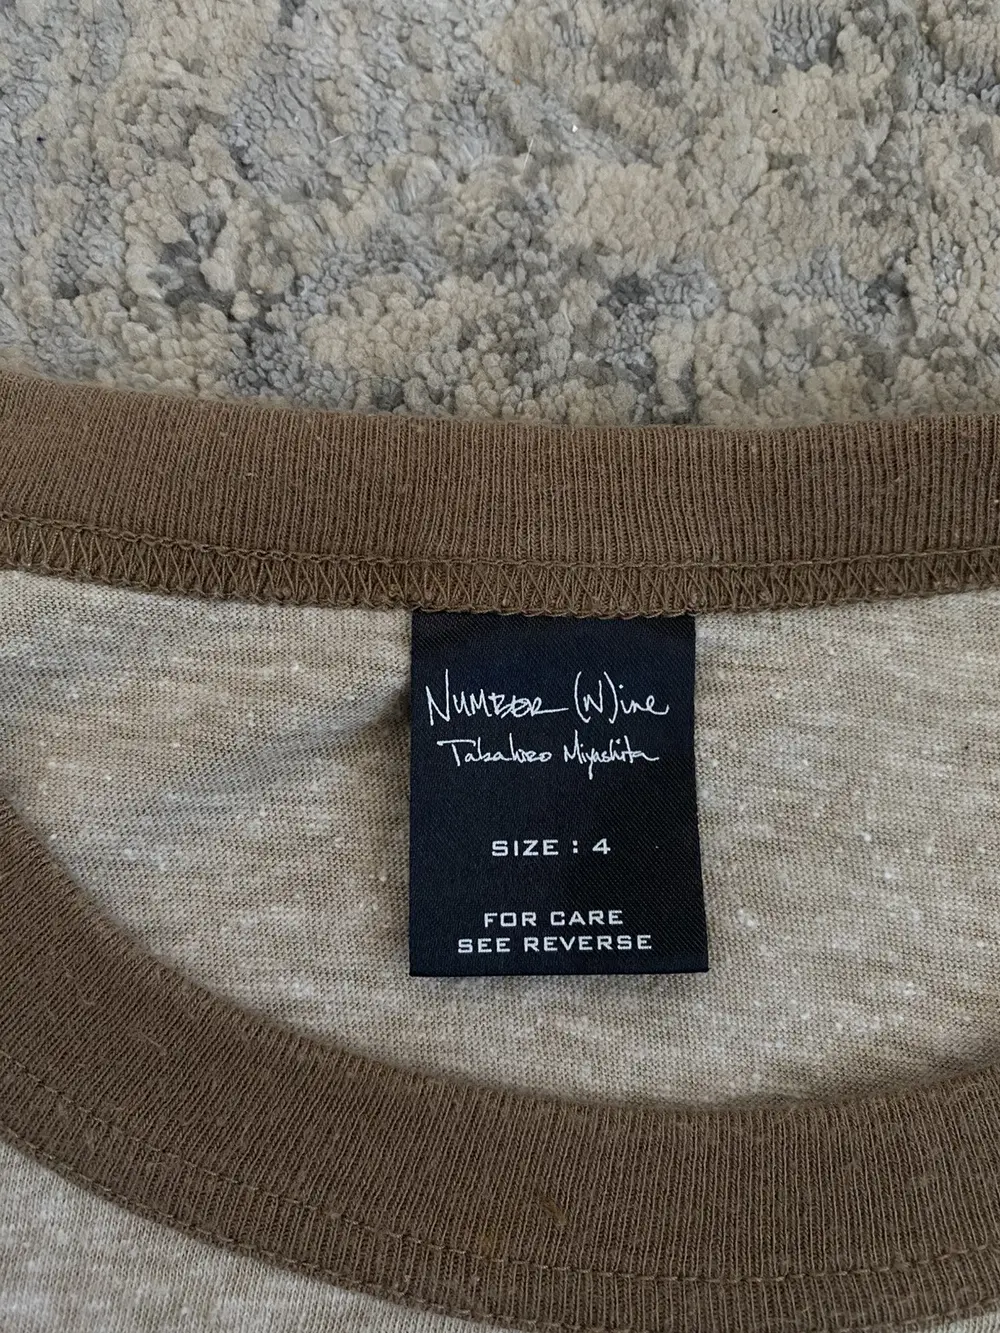 NUMBER (N)ine
Takahiro Miyashita
SIZE : 4
FOR CARE
SEE REVERSE